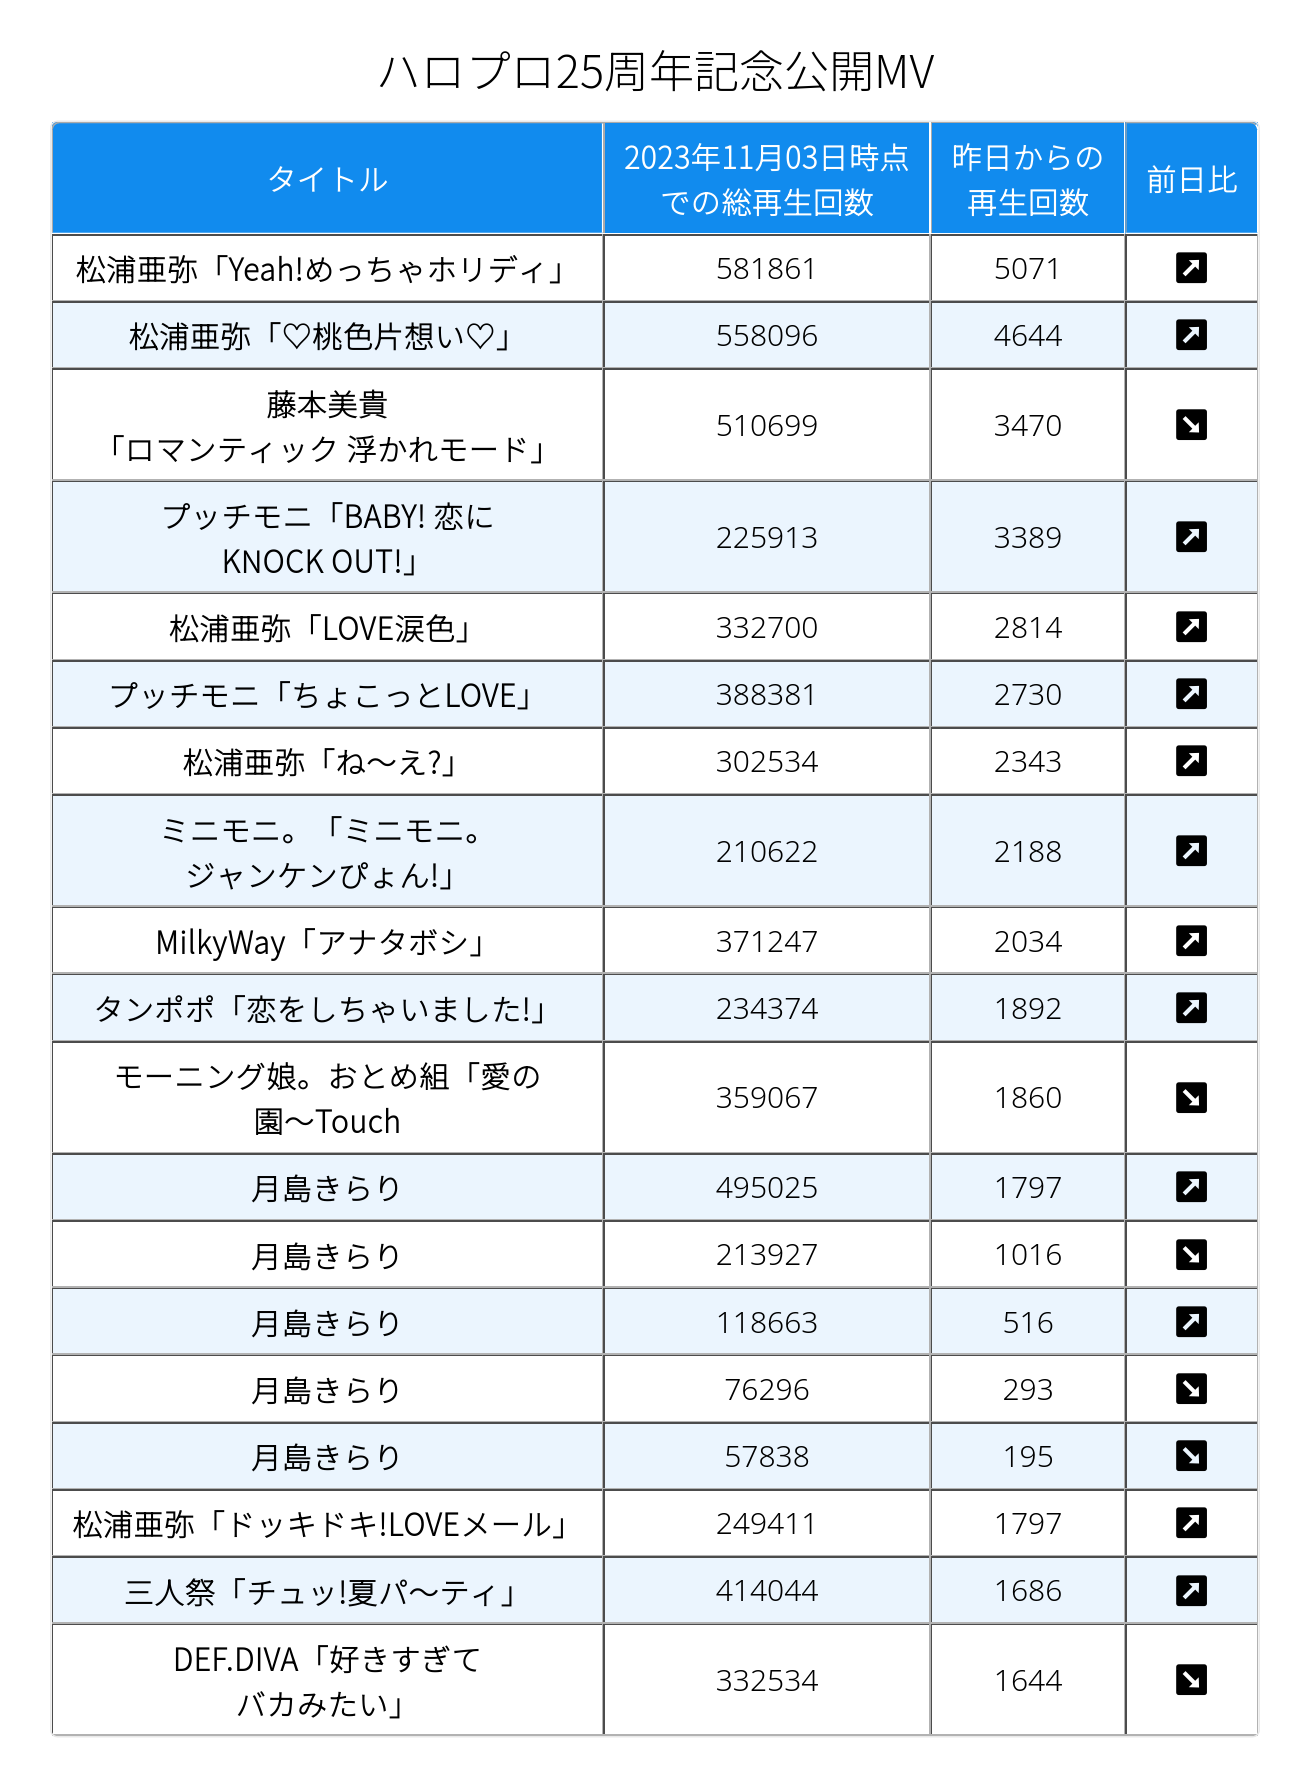 ハロプロ25周年記念公開MV
タイトル
2023年11月03日時点
での総再生回数
昨日からの
再生回数
前日比
松浦亜弥「Yeah!めっちゃホリディ」 581861 5071
松浦亜弥「♡桃色片想い♡」 558096 4644
藤本美貴
「ロマンティック 浮かれモード」 510699 3470
プッチモニ「BABY! 恋に
KNOCK OUT!」 225913 3389
松浦亜弥「LOVE涙色」 332700 2814
プッチモニ「ちょこっとLOVE」 388381 2730
松浦亜弥「ね〜え?」 302534 2343
ミニモニ。「ミニモニ。
ジャンケンぴょん!」 210622 2188
MilkyWay「アナタボシ」 371247 2034
タンポポ「恋をしちゃいました!」 234374 1892
モーニング娘。おとめ組「愛の
園〜Touch 359067 1860
月島きらり 495025 1797
月島きらり 213927 1016
月島きらり 118663 516
月島きらり 76296 293
月島きらり 57838 195
松浦亜弥「ドッキドキ!LOVEメール」 249411 1797
三人祭「チュッ!夏パ〜ティ」 414044 1686
DEF.DIVA「好きすぎて
バカみたい」 332534 1644